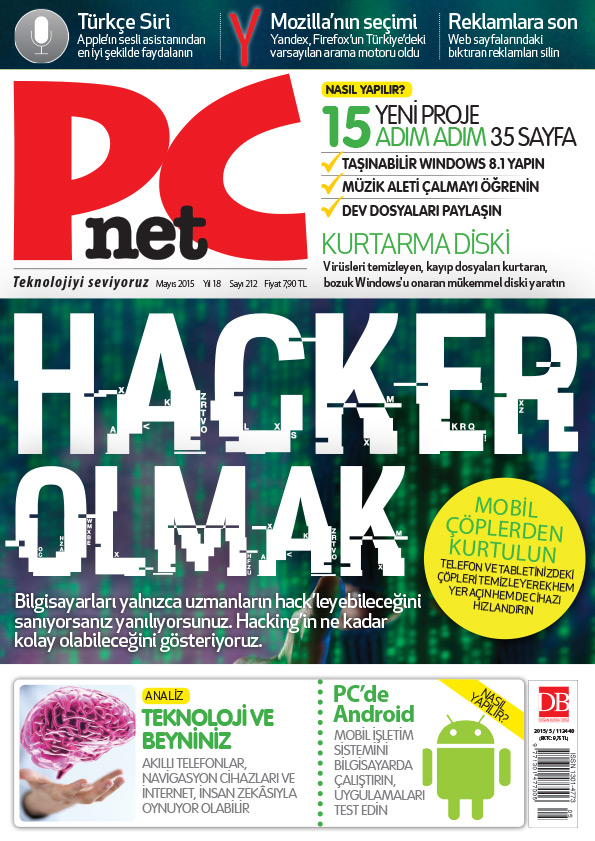 Türkçe Siri
Apple'ın sesli asistanından
en iyi şekilde faydalanın
Mozilla'nın seçimi
Yandex, Firefox'un Türkiye'deki
varsayılan arama motoru oldu
Reklamlara son
Web sayfalarındaki
bıktıran reklamları silin
PC
net
Teknolojiyi seviyoruz Mayıs 2015 Yıl 18 Sayı 212 Fiyat 7,90 TL
NASIL YAPILIR?
15 YENİ PROJE
ADIM ADIM 35 SAYFA
TAŞINABİLİR WINDOWS 8.1 YAPIN
MÜZİK ALETİ ÇALMAYI ÖĞRENİN
DEV DOSYALARI PAYLAŞIN
KURTARMA DİSKİ
Virüsleri temizleyen, kayıp dosyaları kurtaran,
bozuk Windows'u onaran mükemmel diski yaratın
HACKER
OLMAK
Bilgisayarları yalnızca uzmanların hack'leyebileceğini
sanıyorsanız yanılıyorsunuz. Hacking'in ne kadar
kolay olabileceğini gösteriyoruz.
MOBİL
ÇÖPLERDEN
KURTULUN
TELEFON VE TABLETİNİZDEKİ
ÇÖPLERİ TEMİZLEYEREK HEM
YER AÇIN HEM DE CİHAZI
HIZLANDIRIN
ANALİZ
TEKNOLOJİ VE
BEYNİNİZ
AKILLI TELEFONLAR,
NAVİGASYON CİHAZLARI VE
İNTERNET, İNSAN ZEKÂSIYLA
OYNUYOR OLABİLİR
PC'de
Android
MOBİL İŞLETİM
SİSTEMİNİ
BİLGİSAYARDA
ÇALIŞTIRIN,
UYGULAMALARI
TEST EDİN
NASIL
YAPILIR?
DB
2015/5
ISSN 1301-4773
05